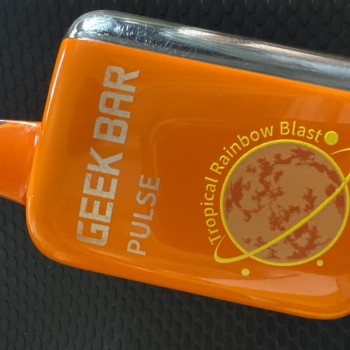 GEEK BAR
PULSE
Tropical Rainbow Blast